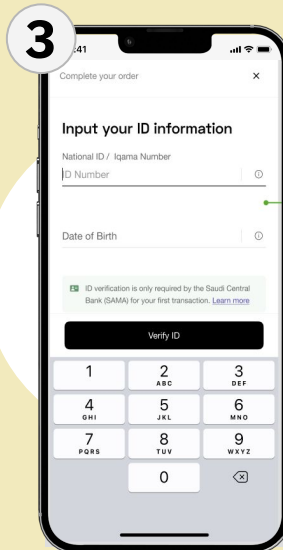 3
:41
Complete your order
Input your ID information
National ID / Iqama Number
ID Number
Date of Birth
ID verification is only required by the Saudi Central
Bank (SAMA) for your first transaction. Learn more
Verify ID
1 2 3
ABC DEF
4 5 6
GHI JKL MNO
7 8 9
PQRS TUV WXYZ
0